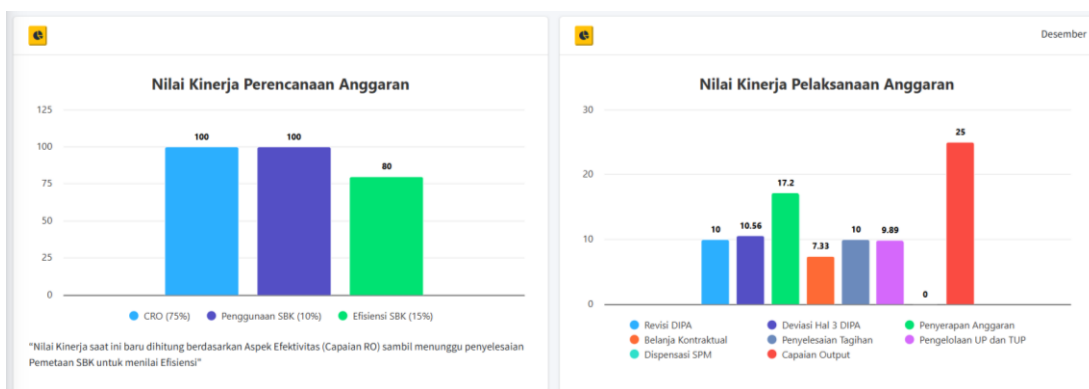 Nilai Kinerja Perencanaan Anggaran
125
100
75
50
25
0
100
100
80
CRO (75%) Penggunaan SBK (10%) Efisiensi SBK (15%)
"Nilai Kinerja saat ini baru dihitung berdasarkan Aspek Efektivitas (Capaian RO) sambil menunggu penyelesaian
Pemetaan SBK untuk menilai Efisiensi"
Desember
Nilai Kinerja Pelaksanaan Anggaran
30
20
10
0
10
10.56
17.2
7.33
10
9.89
0
25
Revisi DIPA Deviasi Hal 3 DIPA Penyerapan Anggaran
Belanja Kontraktual Penyelesaian Tagihan Pengelolaan UP dan TUP
Dispensasi SPM Capaian Output